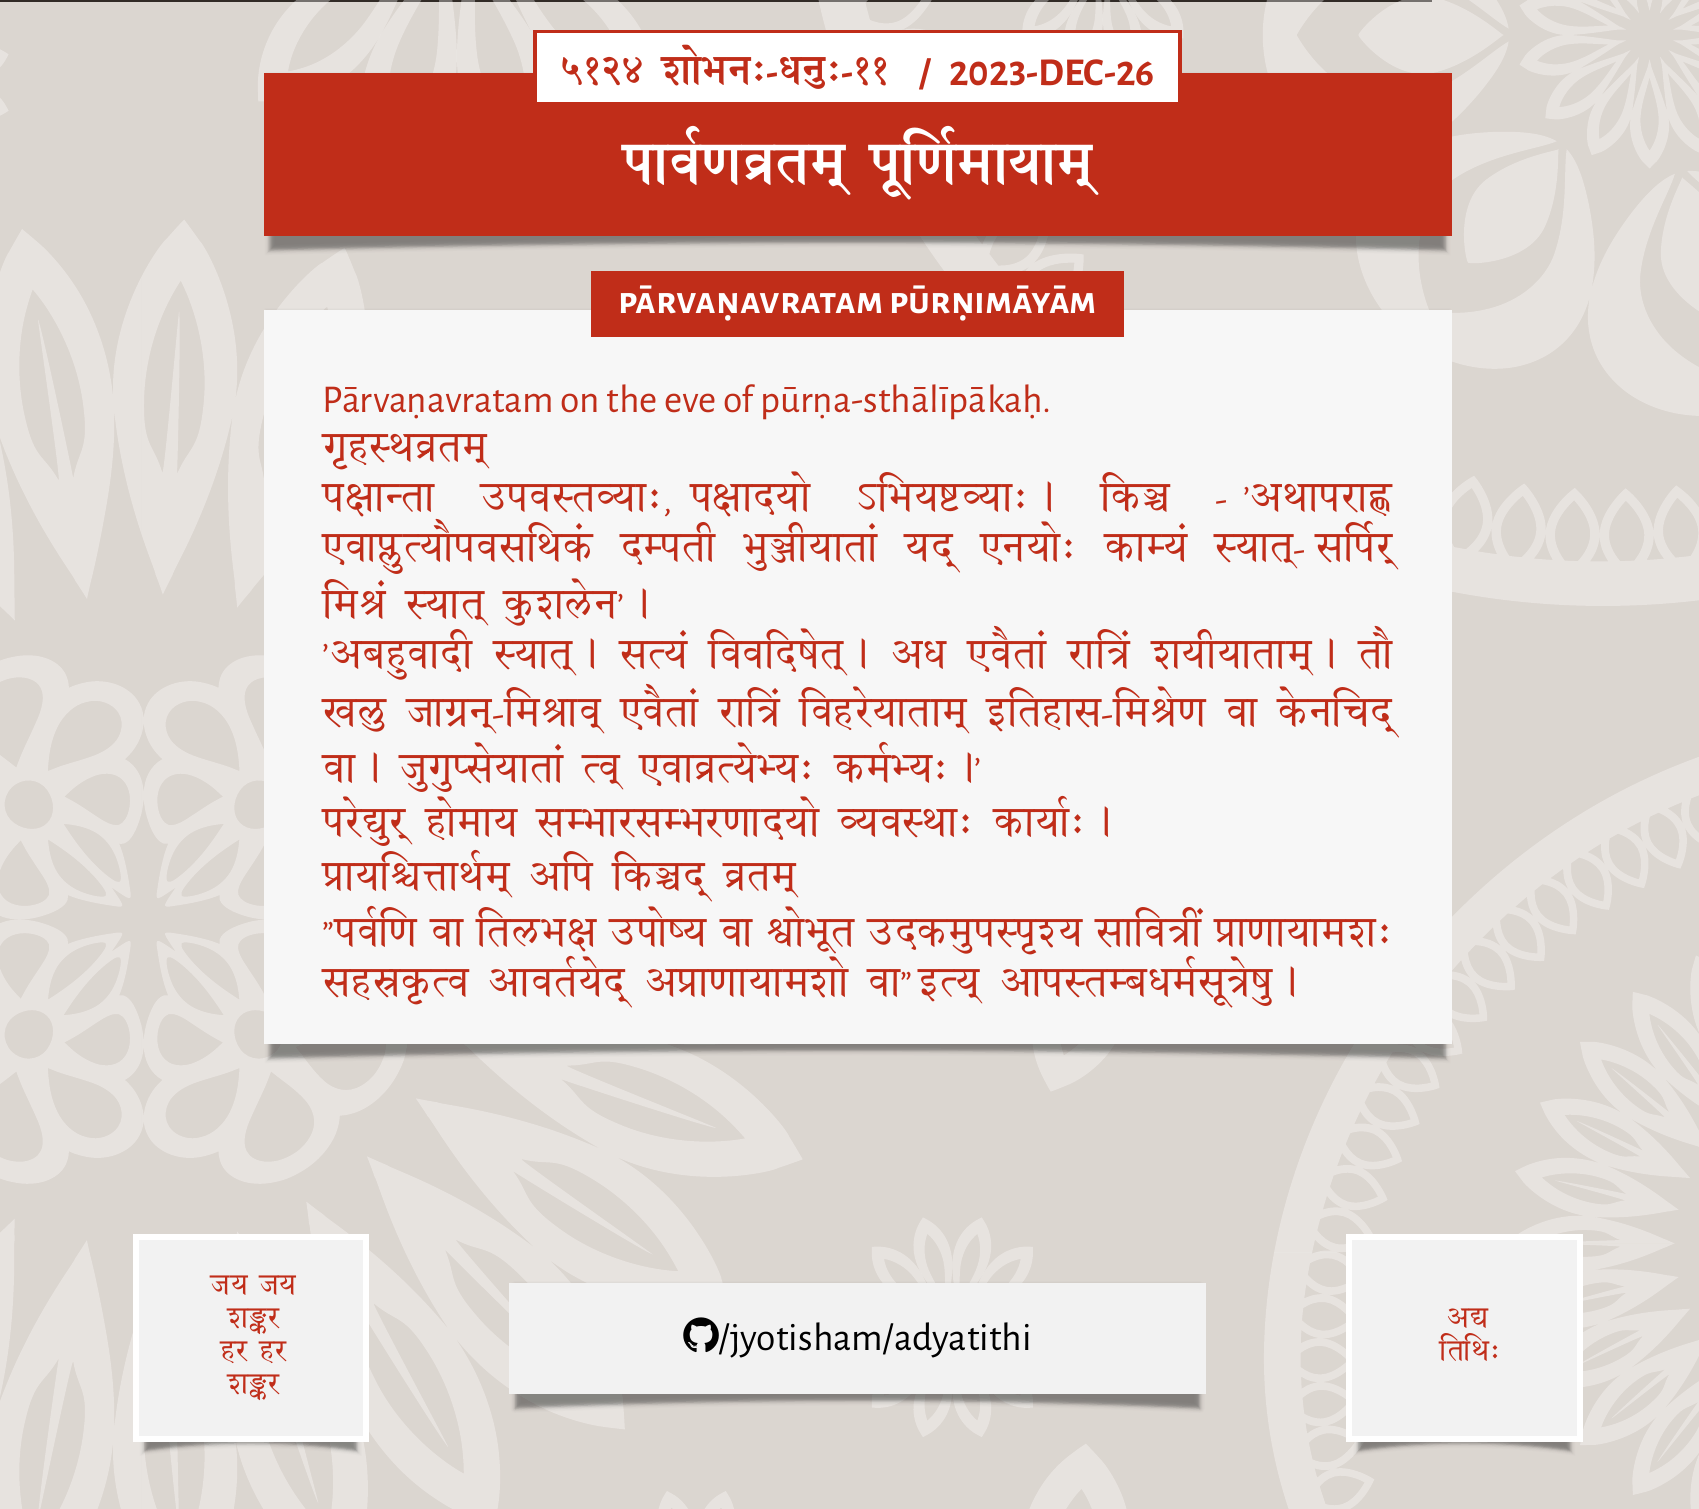 ५१२४ शोभनः-धनुः-११ / 2023-DEC-26
पार्वणव्रतम् पूर्णिमायाम्
PĀRVAṆAVRATAM PŪRṆIMĀYĀM
Pārvaṇavratam on the eve of pūrṇa-sthālīpākaḥ.
गृहस्थव्रतम्
पक्षान्ता उपवस्तव्याः, पक्षादयो ऽभियष्टव्याः । किञ्च - ’अथापराह्ण
एवाप्लुत्यौपवसथिकं दम्पती भुञ्जीयातां यद् एनयोः काम्यं स्यात्- सर्पिर्
मिश्रं स्यात् कुशलेन’ ।
’अबहुवादी स्यात् । सत्यं विवदिषेत् । अध एवैतां रात्रिं शयीयाताम् । तौ
खलु जाग्रन्-मिश्राव् एवैतां रात्रिं विहरेयाताम् इतिहास-मिश्रेण वा केनचिद्
वा । जुगुप्सेयातां त्व् एवाव्रत्येभ्यः कर्मभ्यः ।’
परेद्युर् होमाय सम्भारसम्भरणादयो व्यवस्थाः कार्याः ।
प्रायश्चित्तार्थम् अपि किञ्चद् व्रतम्
”पर्वणि वा तिलभक्ष उपोष्य वा श्वोभूत उदकमुपस्पृश्य सावित्रीं प्राणायामशः
सहस्रकृत्व आवर्तयेद् अप्राणायामशो वा” इत्य् आपस्तम्बधर्मसूत्रेषु ।
जय जय
शङ्कर
हर हर
शङ्कर
/jyotisham/adyatithi
अद्य
तिथिः